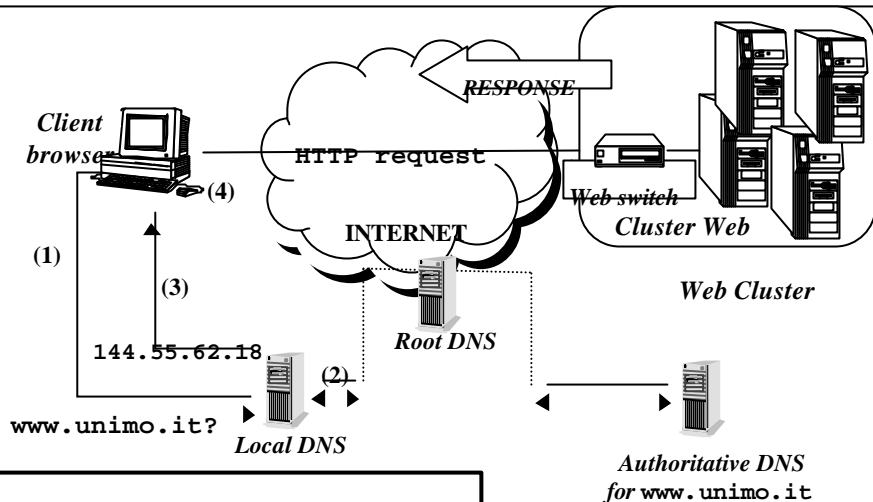 RESPONSE
Client
browser
HTTP request
(4)
Web switch
Cluster Web
INTERNET
(1)
(3)
Web Cluster
Root DNS
144.55.62.18
(2)
www.unimo.it?
Local DNS
Authoritative DNS
for www.unimo.it